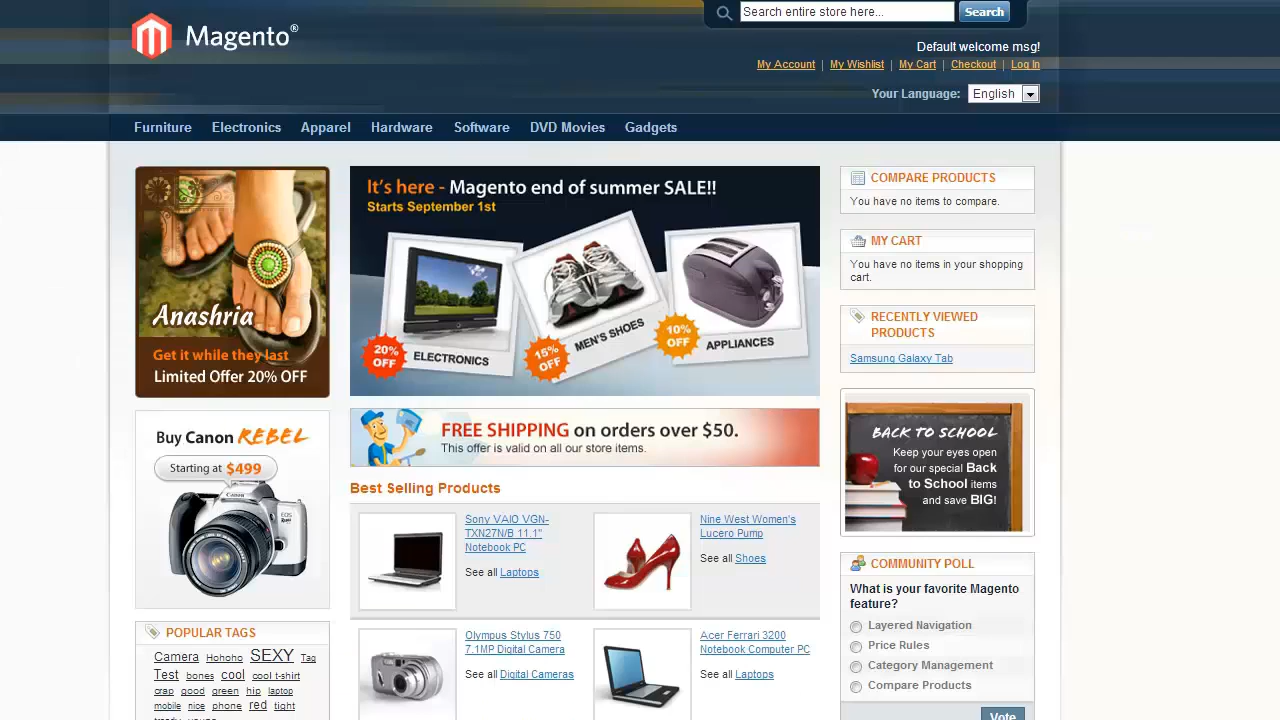 Search entire store here...
Search
Magento®
Default welcome msg!
My Account | My Wishlist | My Cart | Checkout | Log In
Your Language: English
Furniture Electronics Apparel Hardware Software DVD Movies Gadgets
Anashria
Get it while they last
Limited Offer 20% OFF
It's here - Magento end of summer SALE!!
Starts September 1st
20% OFF
ELECTRONICS
15% OFF
MEN'S SHOES
10% OFF
APPLIANCES
COMPARE PRODUCTS
You have no items to compare.
MY CART
You have no items in your shopping
cart.
RECENTLY VIEWED
PRODUCTS
Samsung Galaxy Tab
Buy Canon REBEL
Starting at $499
Canon
EOS
FREE SHIPPING on orders over $50.
This offer is valid on all our store items.
BACK TO SCHOOL
Keep your eyes open
for our special Back
to School items
and save BIG!
Best Selling Products
Sony VAIO VGN-
TXN27N/B 11.1"
Notebook PC
See all Laptops
Nine West Women's
Lucero Pump
See all Shoes
Olympus Stylus 750
7.1MP Digital Camera
See all Digital Cameras
Acer Ferrari 3200
Notebook Computer PC
See all Laptops
COMMUNITY POLL
What is your favorite Magento
feature?
Layered Navigation
Price Rules
Category Management
Compare Products
Vote
POPULAR TAGS
Camera Hohoho SEXY Tag
Test bones cool cool t-shirt
crap good green hip laptop
mobile nice phone red tight
trendy young